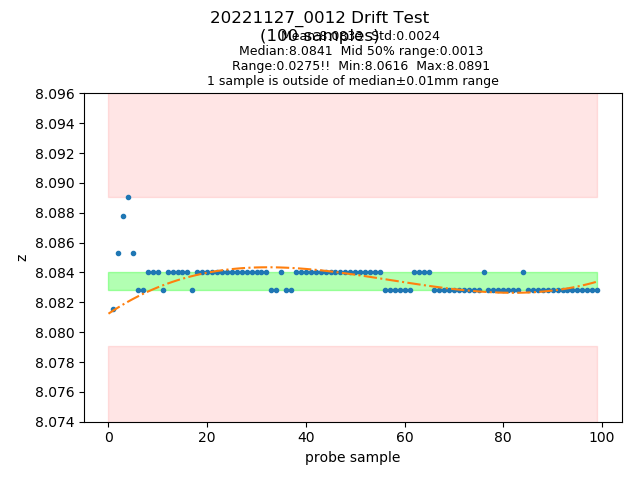 20221127_0012 Drift Test
(100 samples)
Std:0.0024
Median:8.0841 Mid 50% range:0.0013
Range:0.0275!! Min:8.0616 Max:8.0891
1 sample is outside of median±0.01mm range
8.096
8.094
8.092
8.090
8.088
8.086
8.084
8.082
8.080
8.078
8.076
8.074
z
0 20 40 60 80 100
probe sample